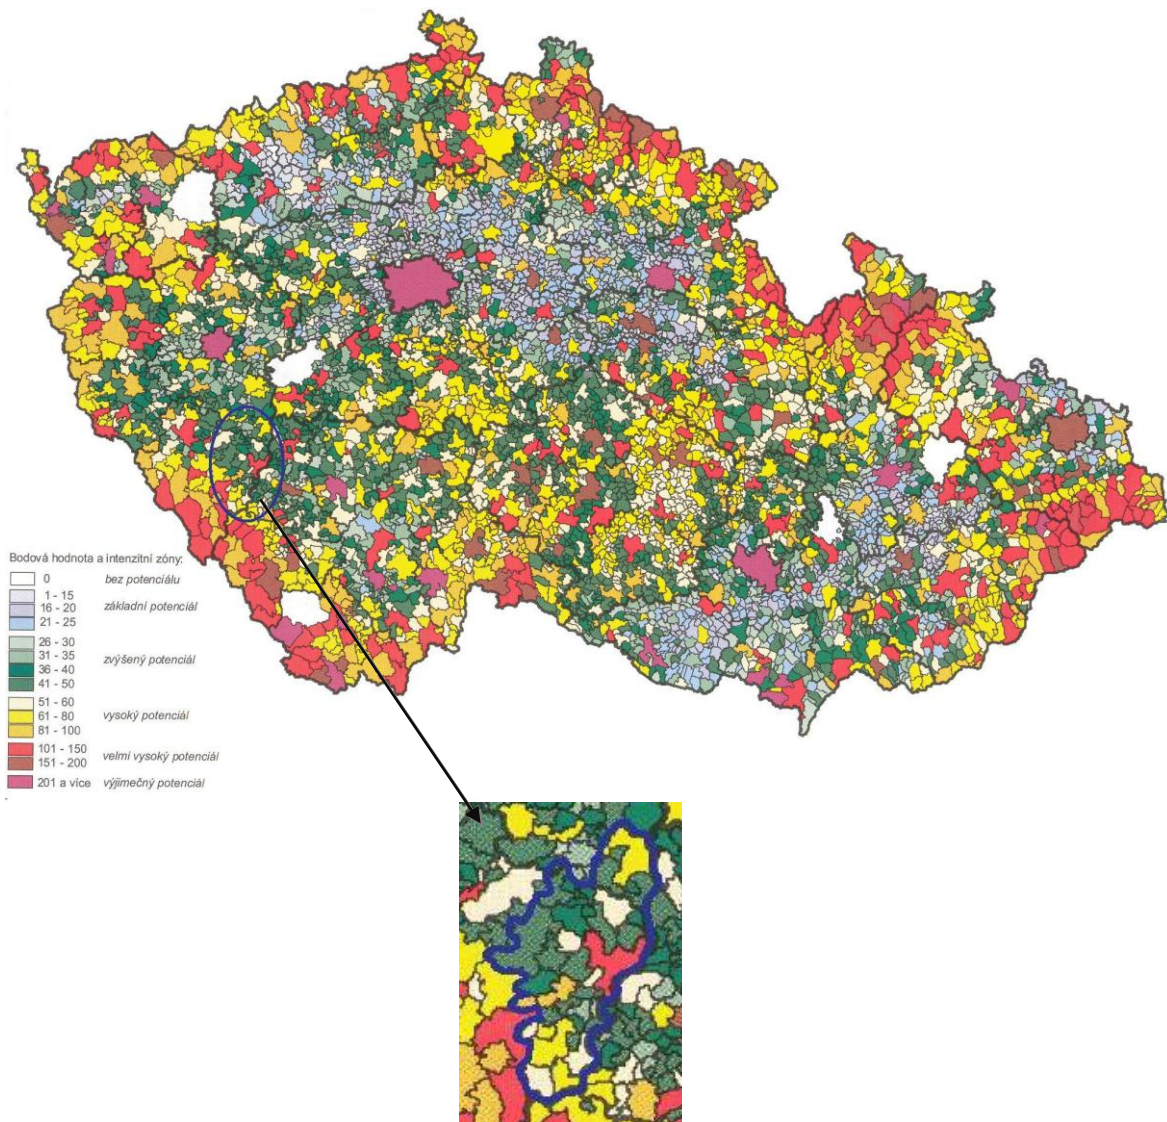 Bodová hodnota a intenzitní zóny:
0 bez potenciálu
1 - 15
16 - 20 základní potenciál
21 - 25
26 - 30
31 - 35 zvýšený potenciál
36 - 40
41 - 50
51 - 60
61 - 80 vysoký potenciál
81 - 100
101 - 150 velmi vysoký potenciál
151 - 200
201 a více výjimečný potenciál